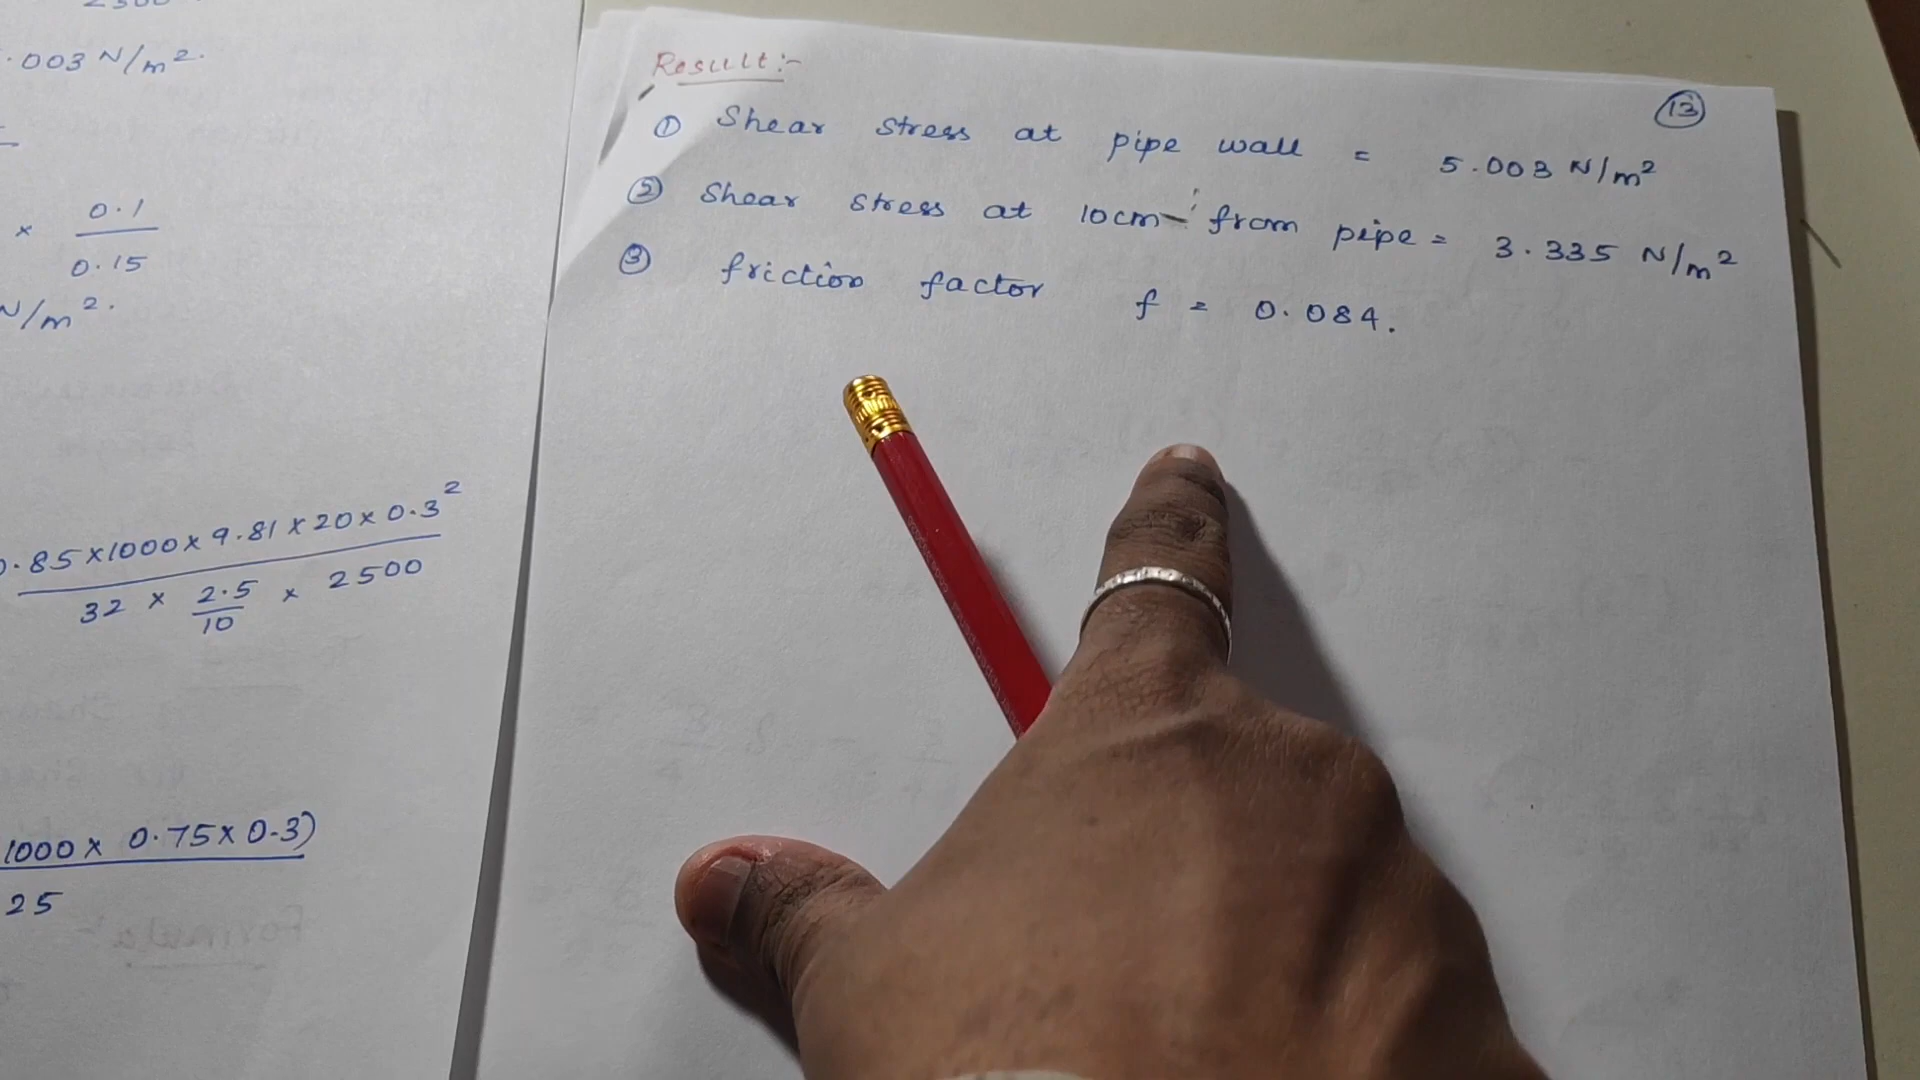 .003 N/m².
× 0.1
0.15
N/m².
0.85×1000×9.81×20×0.3²
32 × 2.5 × 2500
10
1000 × 0.75×0.3)
25
Result:-
13
① Shear stress at pipe wall = 5.003 N/m²
② Shear stress at 10cm from pipe = 3.335 N/m²
③ friction factor f = 0.084.